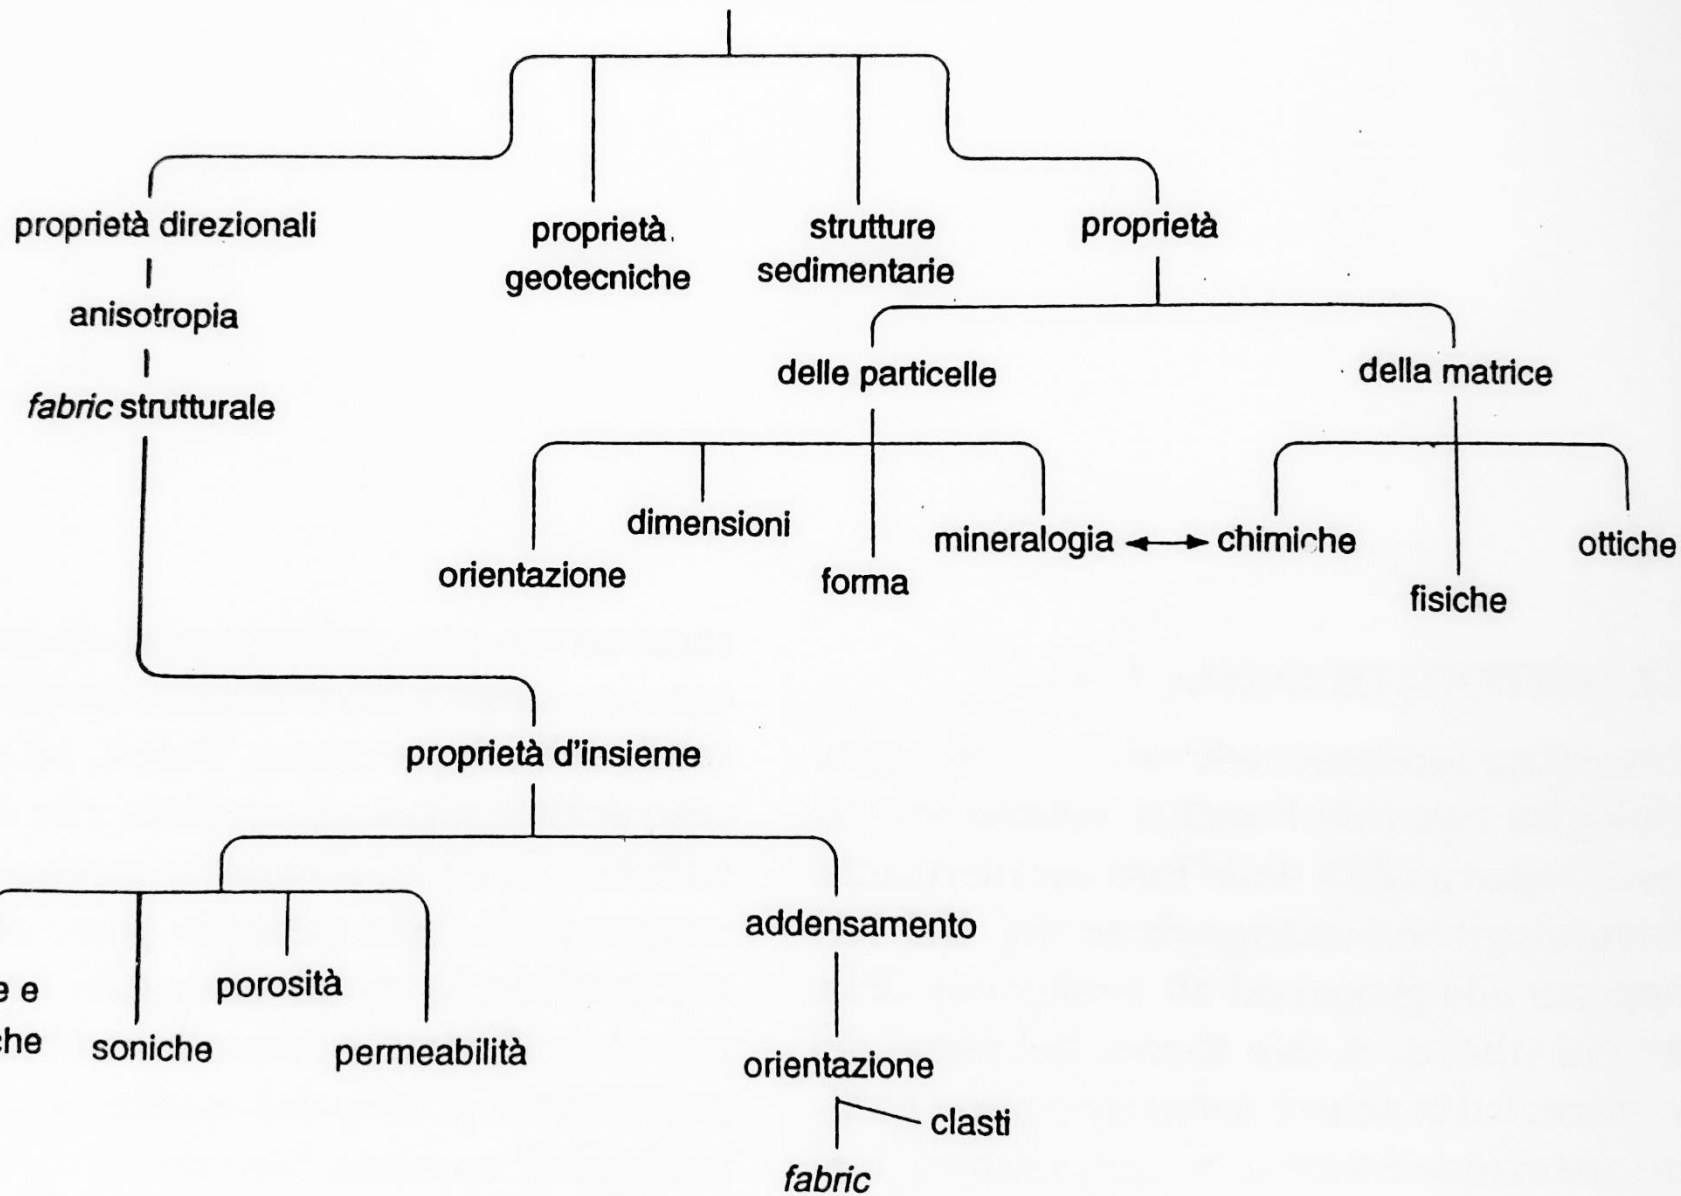 proprietà direzionali
proprietà
geotecniche
strutture
sedimentarie
proprietà
anisotropia
fabric strutturale
delle particelle
della matrice
orientazione
dimensioni
forma
mineralogia
chimiche
fisiche
ottiche
proprietà d'insieme
e e
che
soniche
porosità
permeabilità
addensamento
orientazione
clasti
fabric